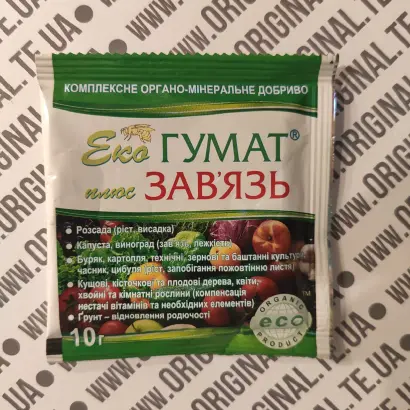 КОМПЛЕКСНЕ ОРГАНО-МІНЕРАЛЬНЕ ДОБРИВО
Еко ГУМАТ®
плюс ЗАВ'ЯЗЬ
• Розсада (ріст, висадка)
• Капуста, виноград (зав'язь, лежкість)
• Буряк, картопля, технічні, зернові та баштанні культури,
часник, цибуля (ріст, запобігання пожовтінню листя)
• Кущові, кісточкові та плодові дерева, квіти,
хвойні та кімнатні рослини (компенсація
нестачі вітамінів та необхідних елементів)
• Ґрунт – відновлення родючості
10 г
ORGANIC
eco
PRODUCT
WWW.ORIGINAL.TE.UA